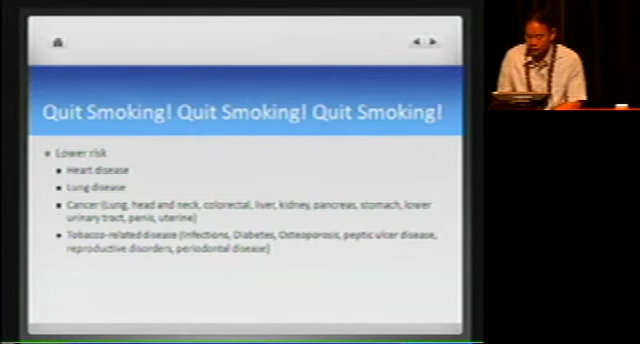 Quit Smoking! Quit Smoking! Quit Smoking!
Lower risk
Heart disease
Lung disease
Cancer (Lung, head and neck, colorectal, liver, kidney, pancreas, stomach, lower
urinary tract, penis, uterine)
Tobacco-related disease (Infections, Diabetes, Osteoporosis, peptic ulcer disease,
reproductive disorders, periodontal disease)